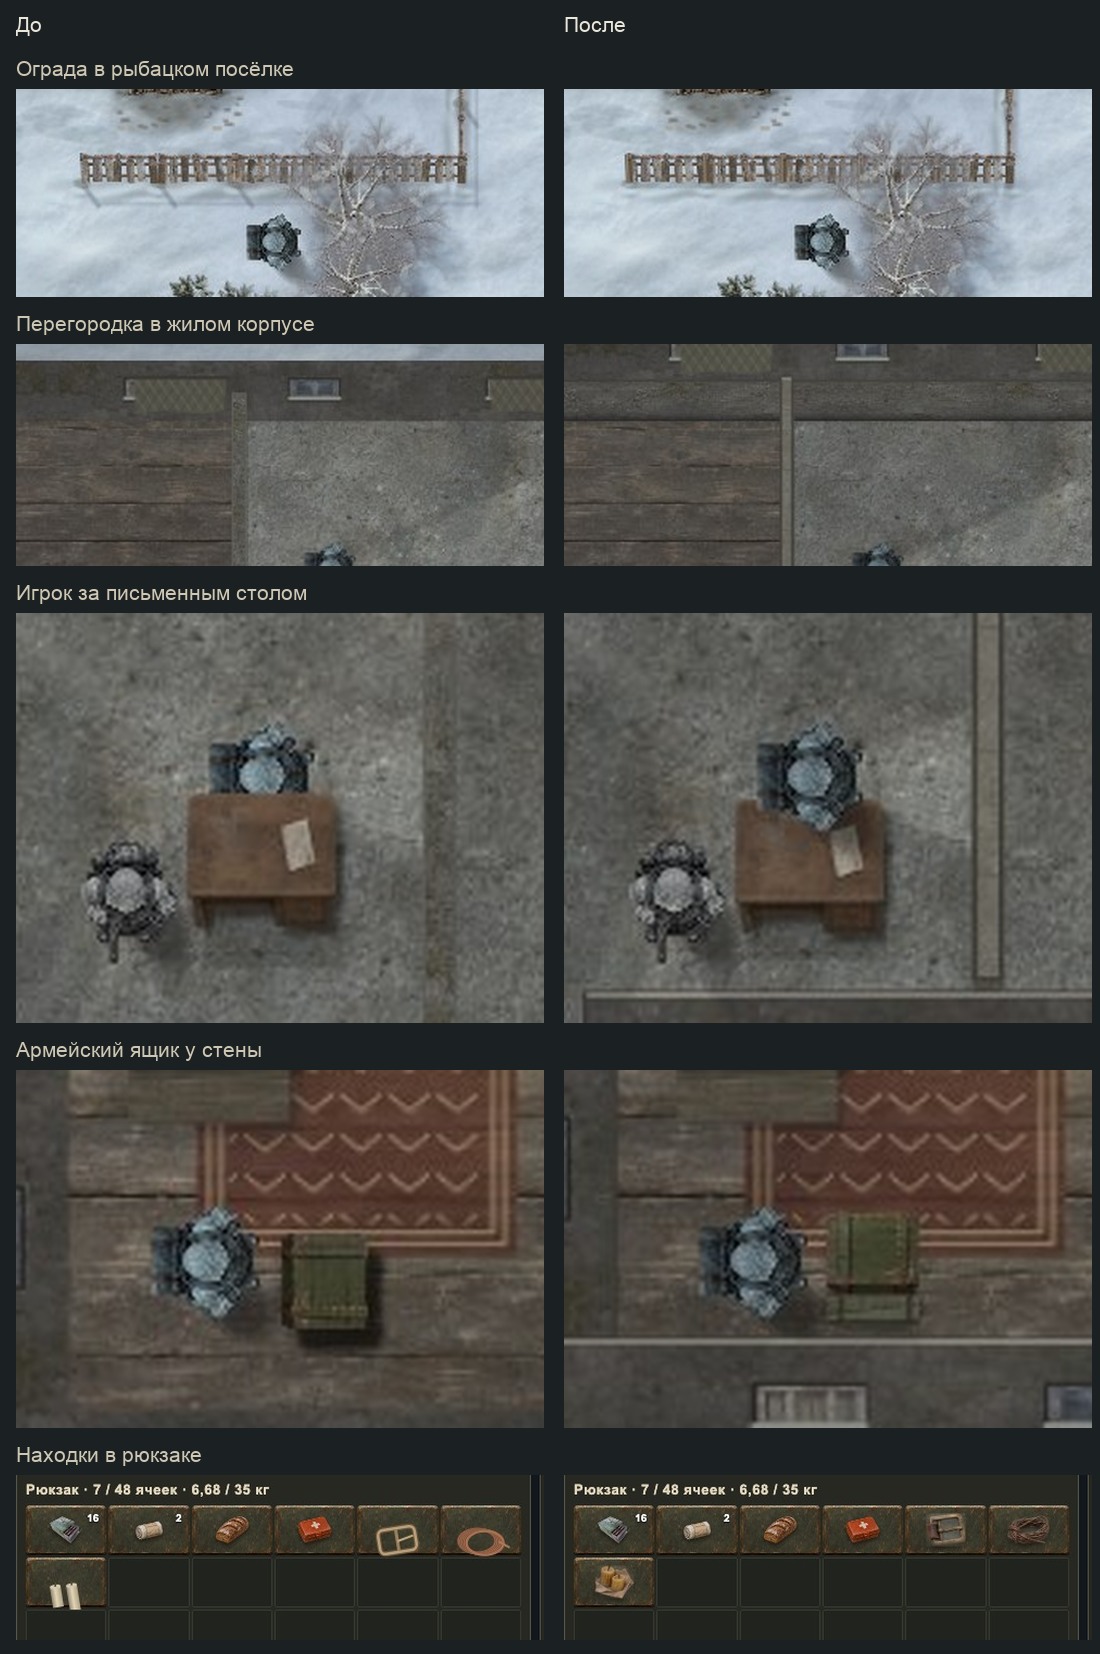 До
После
Ограда в рыбацком посёлке
Перегородка в жилом корпусе
Игрок за письменным столом
Армейский ящик у стены
Находки в рюкзаке
Рюкзак · 7 / 48 ячеек · 6,68 / 35 кг
Рюкзак · 7 / 48 ячеек · 6,68 / 35 кг
16
2
16
2